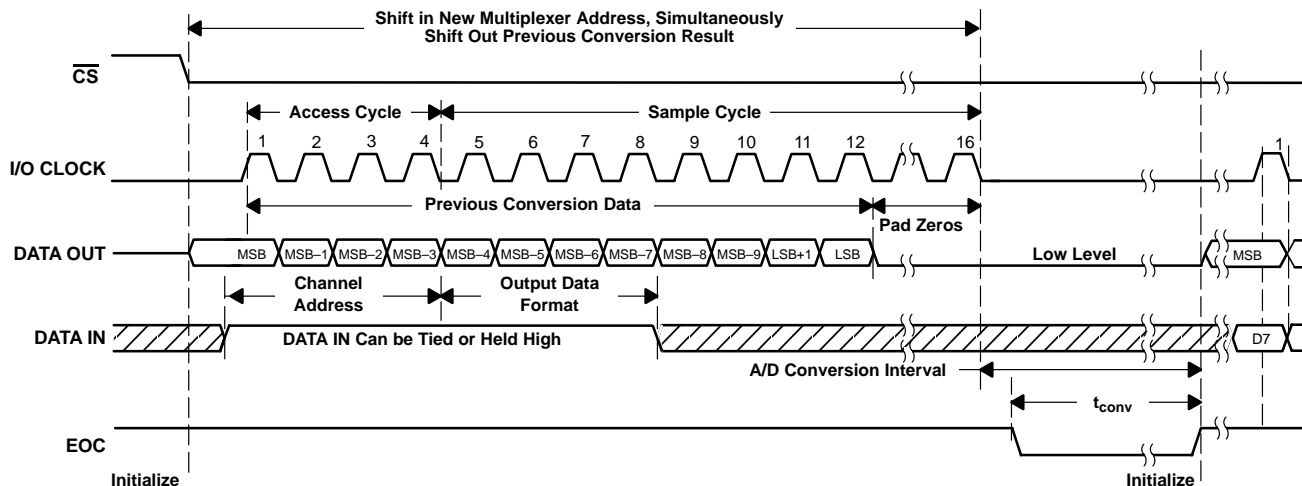 Shift in New Multiplexer Address, Simultaneously
Shift Out Previous Conversion Result
CS
Access Cycle
Sample Cycle
1 2 3 4 5 6 7 8 9 10 11 12 16 1
I/O CLOCK
Previous Conversion Data
Pad Zeros
DATA OUT
MSB MSB–1 MSB–2 MSB–3 MSB–4 MSB–5 MSB–6 MSB–7 MSB–8 MSB–9 LSB+1 LSB
Low Level
MSB
Channel
Address
Output Data
Format
DATA IN
DATA IN Can be Tied or Held High
D7
A/D Conversion Interval
tconv
EOC
Initialize
Initialize